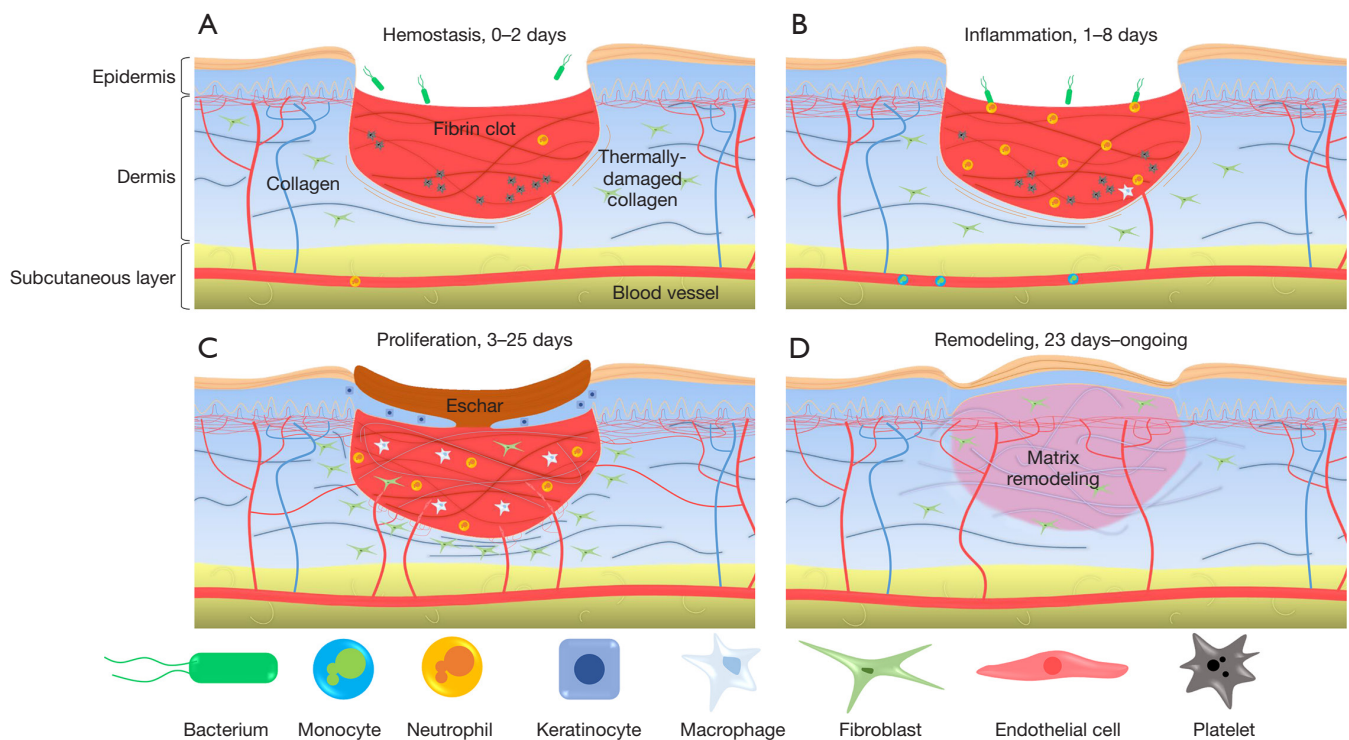 A
Hemostasis, 0–2 days
Epidermis
Dermis
Subcutaneous layer
Fibrin clot
Collagen
Thermally-
damaged
collagen
Blood vessel
B
Inflammation, 1–8 days
C
Proliferation, 3–25 days
Eschar
D
Remodeling, 23 days–ongoing
Matrix
remodeling
Bacterium
Monocyte
Neutrophil
Keratinocyte
Macrophage
Fibroblast
Endothelial cell
Platelet